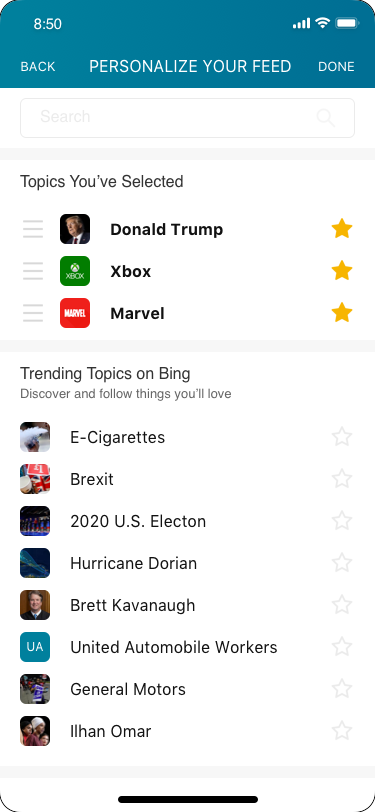 8:50
BACK PERSONALIZE YOUR FEED DONE
Search
Topics You've Selected
Donald Trump
XBOX
Xbox
MARVEL
Marvel
Trending Topics on Bing
Discover and follow things you'll love
E-Cigarettes
Brexit
2020 U.S. Electon
Hurricane Dorian
Brett Kavanaugh
UA United Automobile Workers
General Motors
Ilhan Omar